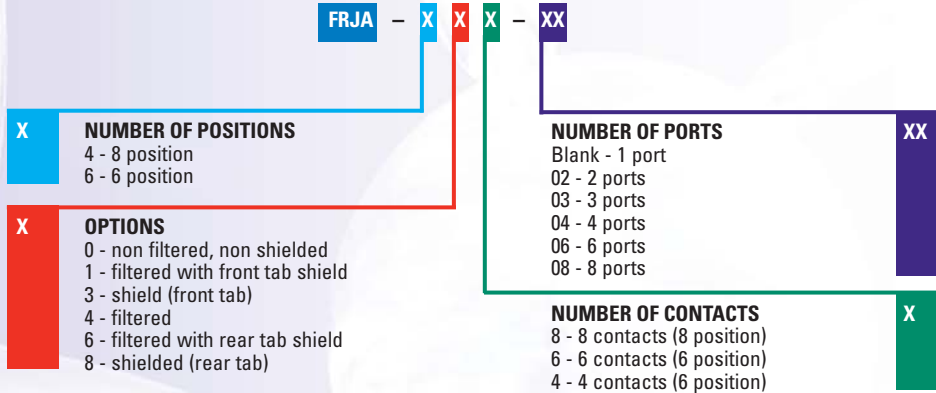 FRJA – X X X – XX
X NUMBER OF POSITIONS
4 - 8 position
6 - 6 position
X OPTIONS
0 - non filtered, non shielded
1 - filtered with front tab shield
3 - shield (front tab)
4 - filtered
6 - filtered with rear tab shield
8 - shielded (rear tab)
NUMBER OF PORTS XX
Blank - 1 port
02 - 2 ports
03 - 3 ports
04 - 4 ports
06 - 6 ports
08 - 8 ports
NUMBER OF CONTACTS X
8 - 8 contacts (8 position)
6 - 6 contacts (6 position)
4 - 4 contacts (6 position)